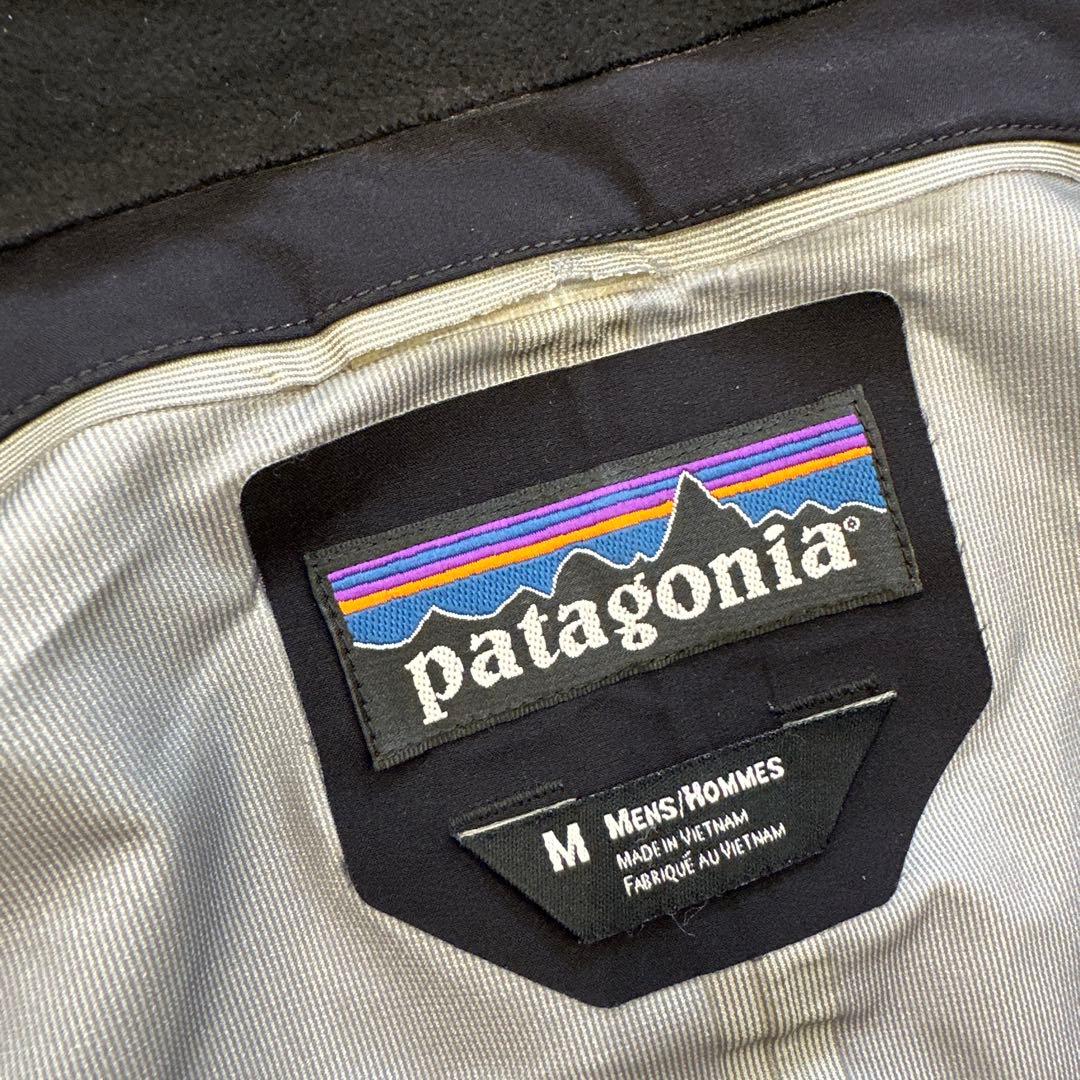 patagonia®
M MENS/HOMMES
MADE IN VIETNAM
FABRIQUÉ AU VIETNAM